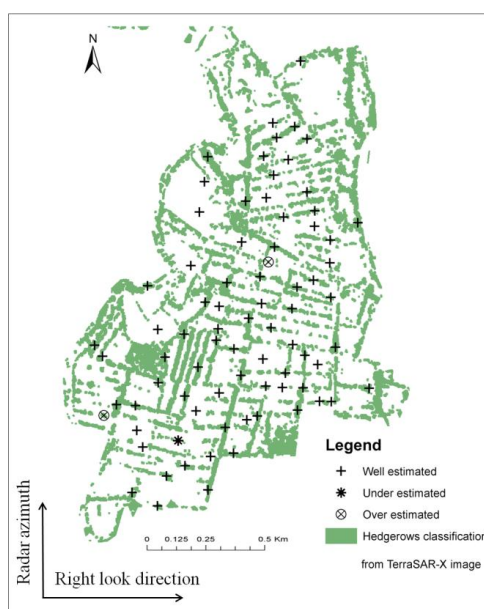 N
Legend
Well estimated
Under estimated
Over estimated
Hedgerows classification
from TerraSAR-X image
0 0.125 0.25 0.5 Km
Radar azimuth
Right look direction